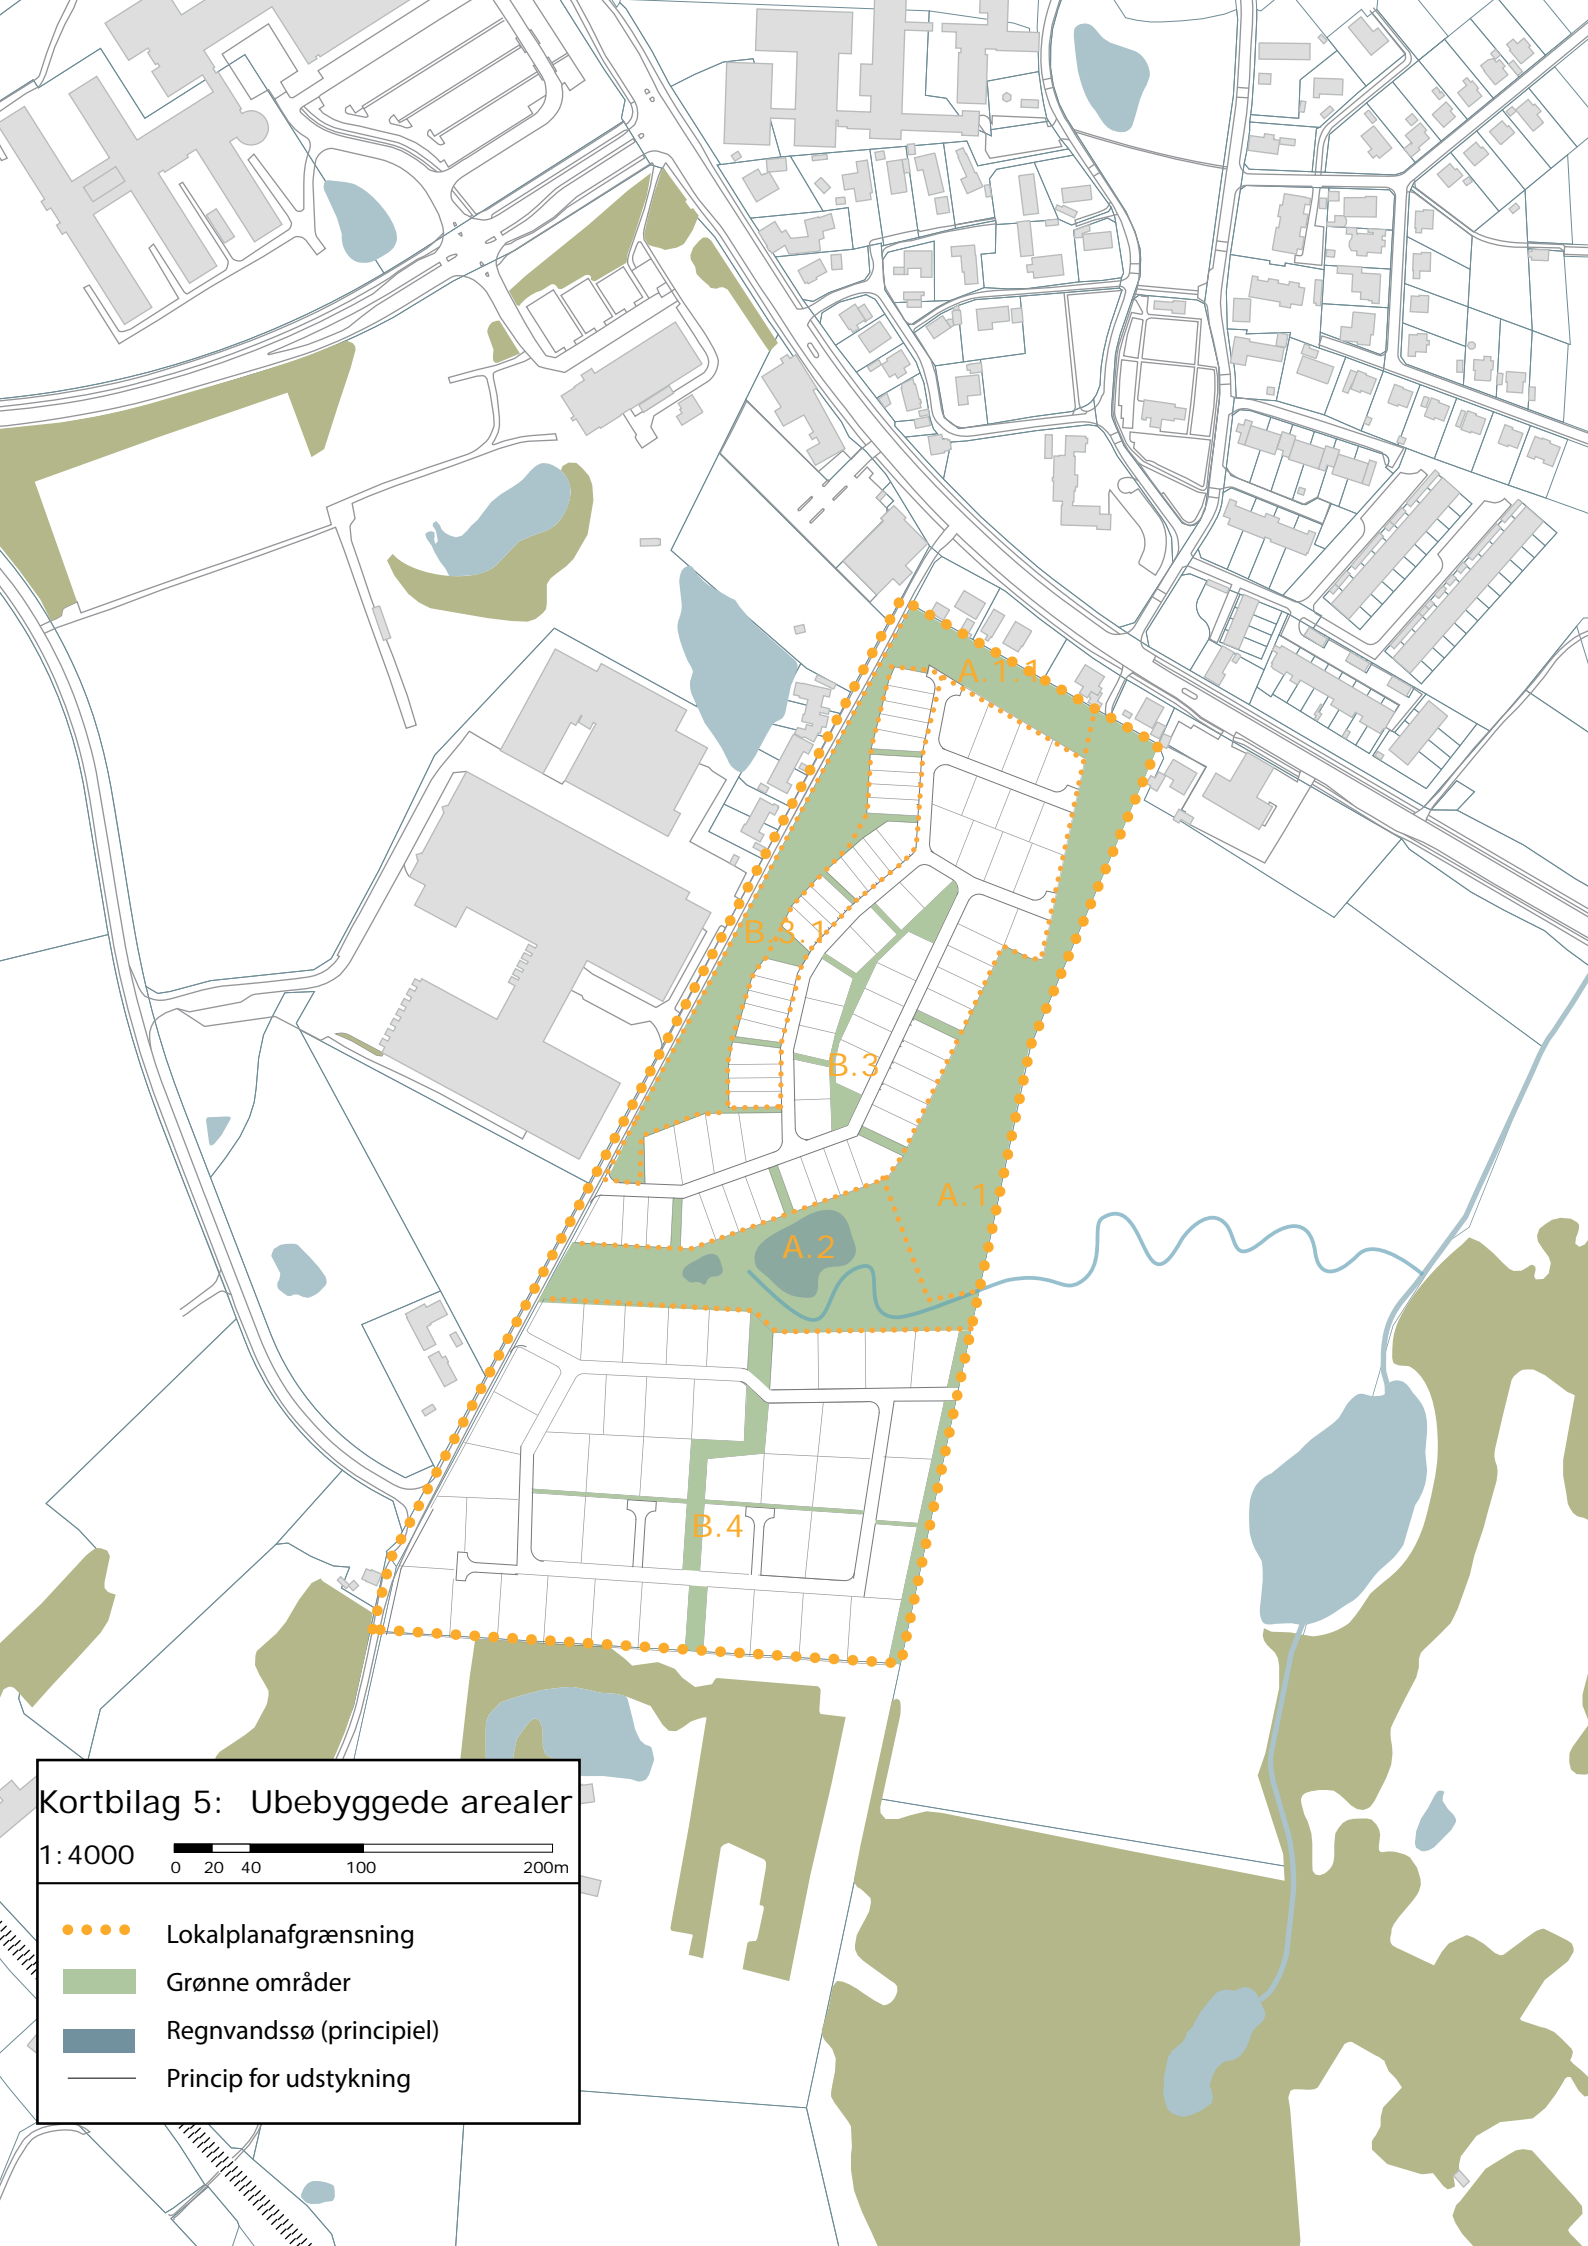 A.1.1
B.3.1
B.3
A.1
A.2
B.4
Kortbilag 5: Ubebyggede arealer
1:4000
0 20 40 100 200m
Lokalplanafgrænsning
Grønne områder
Regnvandssø (principiel)
Princip for udstykning